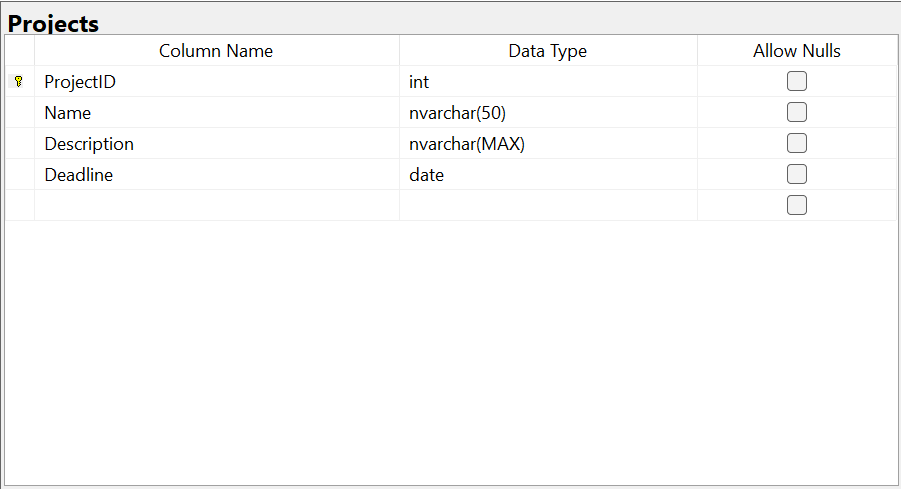 Projects
Column Name Data Type Allow Nulls
ProjectID int
Name nvarchar(50)
Description nvarchar(MAX)
Deadline date